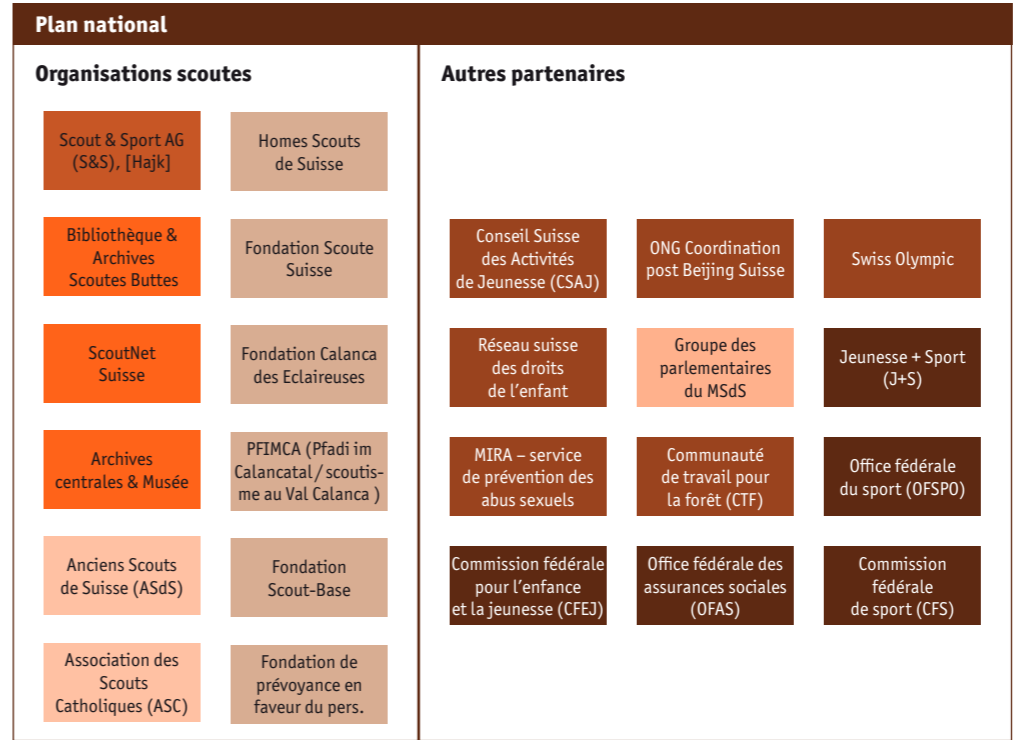 Plan national
Organisations scoutes
Scout & Sport AG
(S&S), [Hajk]
Homes Scouts
de Suisse
Bibliothèque &
Archives
Scoutes Buttes
Fondation Scoute
Suisse
ScoutNet
Suisse
Fondation Calanca
des Eclaireuses
Archives
centrales & Musée
PFIMCA (Pfadi im
Calancatal / scoutis-
me au Val Calanca )
Anciens Scouts
de Suisse (ASdS)
Fondation
Scout-Base
Association des
Scouts
Catholiques (ASC)
Fondation de
prévoyance en
faveur du pers.
Autres partenaires
Conseil Suisse
des Activités
de Jeunesse (CSAJ)
ONG Coordination
post Beijing Suisse
Swiss Olympic
Réseau suisse
des droits
de l'enfant
Groupe des
parlementaires
du MSdS
Jeunesse + Sport
(J+S)
MIRA – service
de prévention des
abus sexuels
Communauté
de travail pour
la forêt (CTF)
Office fédérale
du sport (OFSPO)
Commission fédérale
pour l'enfance
et la jeunesse (CFEJ)
Office fédérale des
assurances sociales
(OFAS)
Commission
fédérale
de sport (CFS)